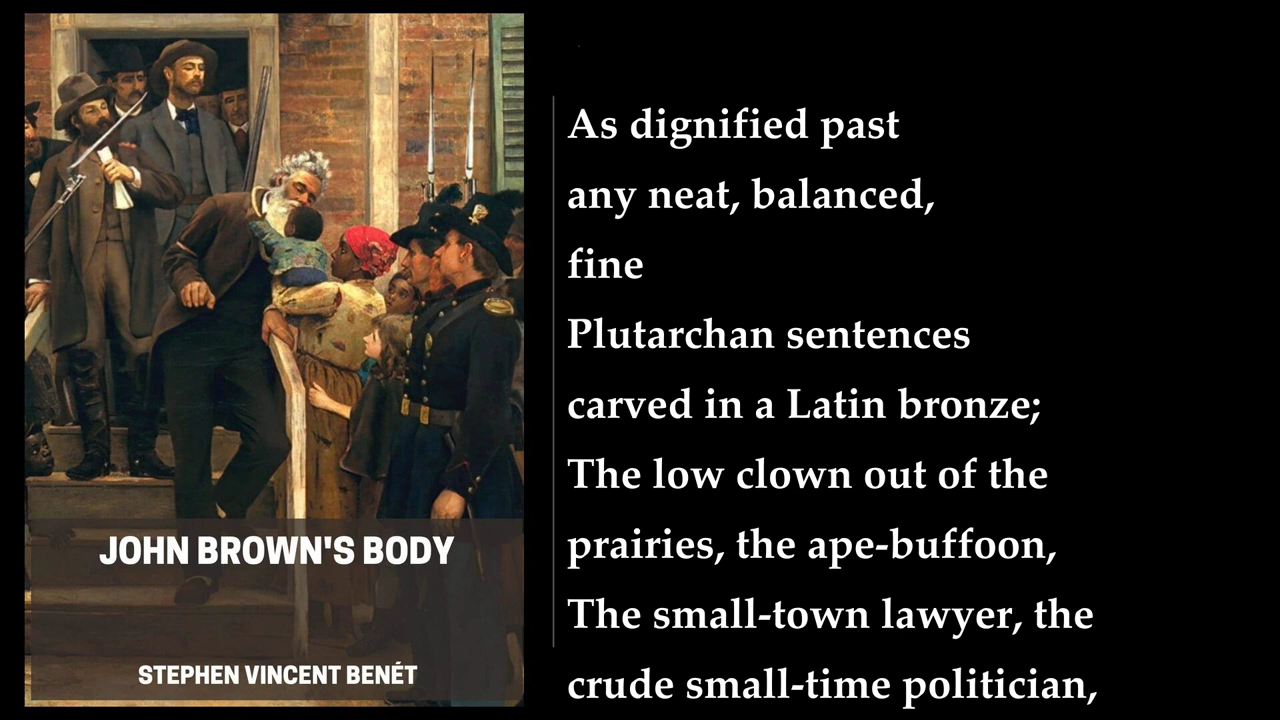 As dignified past
any neat, balanced,
fine
Plutarchan sentences
carved in a Latin bronze;
The low clown out of the
prairies, the ape-buffoon,
The small-town lawyer, the
crude small-time politician,
JOHN BROWN'S BODY
STEPHEN VINCENT BENÉT